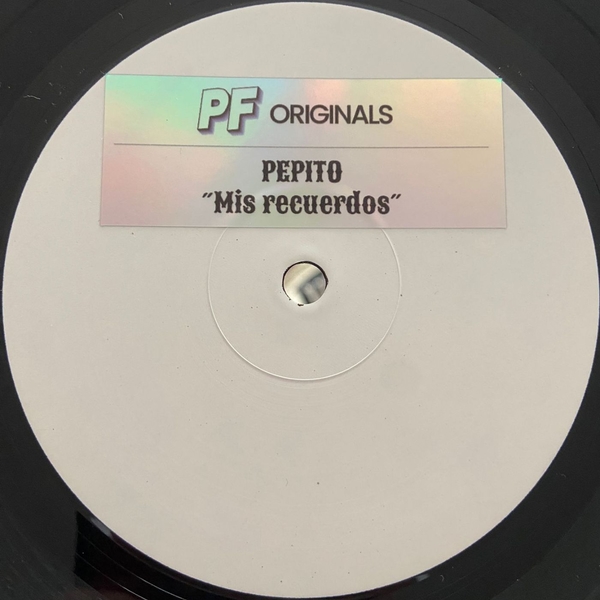 PF ORIGINALS
PEPITO
"Mis recuerdos"